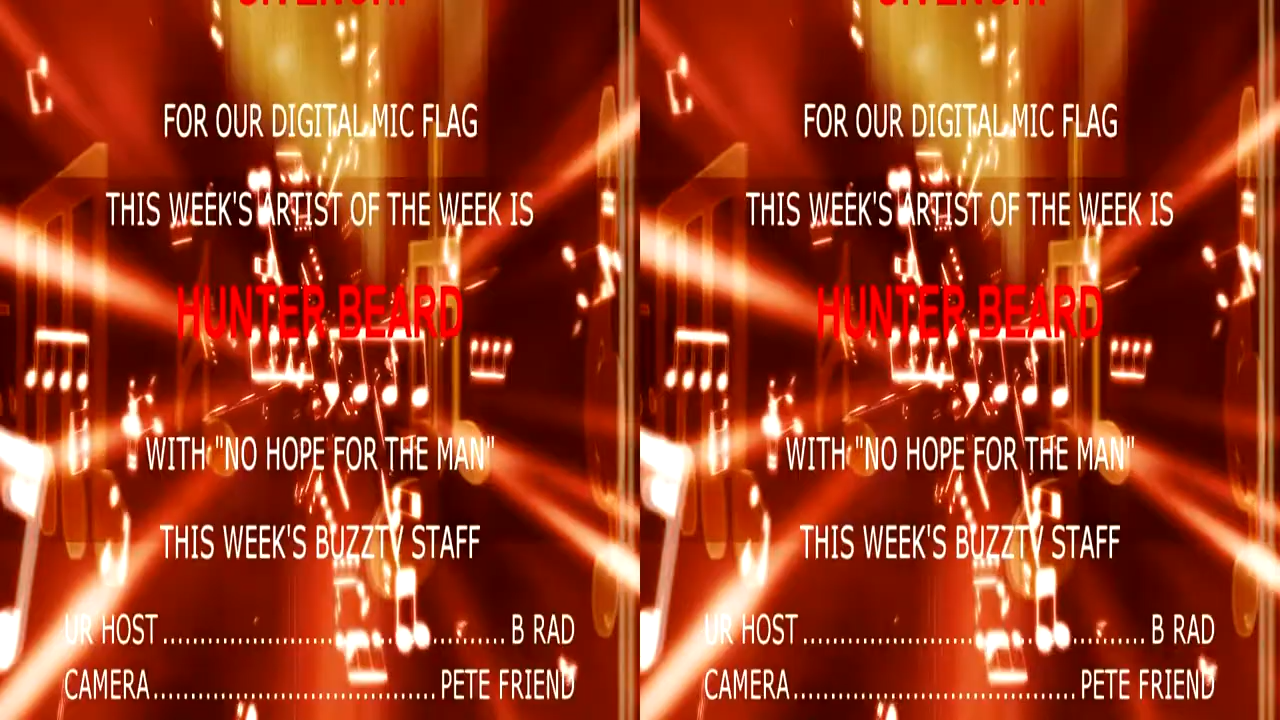 FOR OUR DIGITAL MIC FLAG
THIS WEEK'S ARTIST OF THE WEEK IS
HUNTER BEARD
WITH "NO HOPE FOR THE MAN"
THIS WEEK'S BUZZTV STAFF
UR HOST....................................................B RAD
CAMERA..........................................PETE FRIEND
FOR OUR DIGITAL MIC FLAG
THIS WEEK'S ARTIST OF THE WEEK IS
HUNTER BEARD
WITH "NO HOPE FOR THE MAN"
THIS WEEK'S BUZZTV STAFF
UR HOST....................................................B RAD
CAMERA..........................................PETE FRIEND